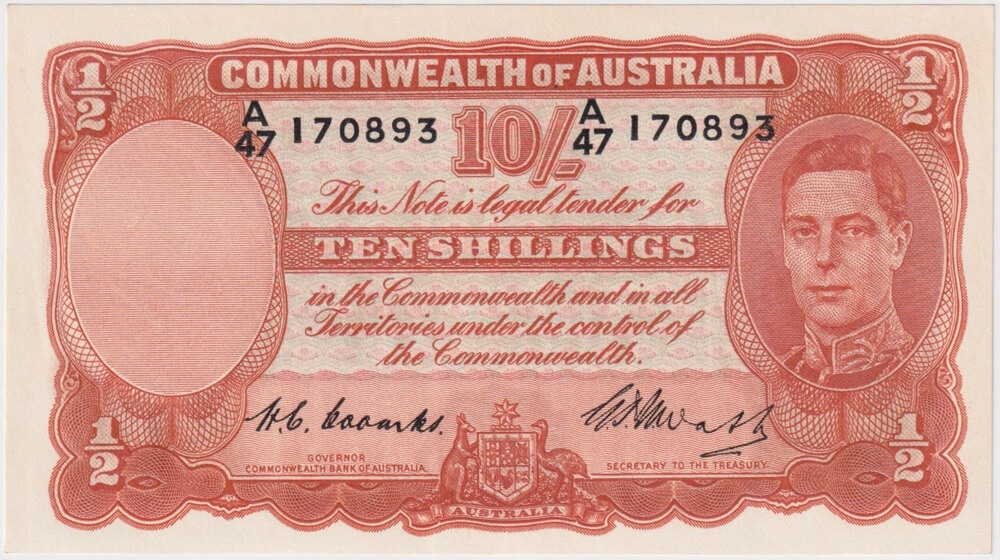 1/2 COMMONWEALTH OF AUSTRALIA 1/2
A/47 170893 10/- A/47 170893
This Note is legal tender for
TEN SHILLINGS
in the Commonwealth and in all
Territories under the control of
the Commonwealth.
H.C. Coombs.
1/2 1/2
GOVERNOR SECRETARY TO THE TREASURY.
COMMONWEALTH BANK OF AUSTRALIA.
AUSTRALIA